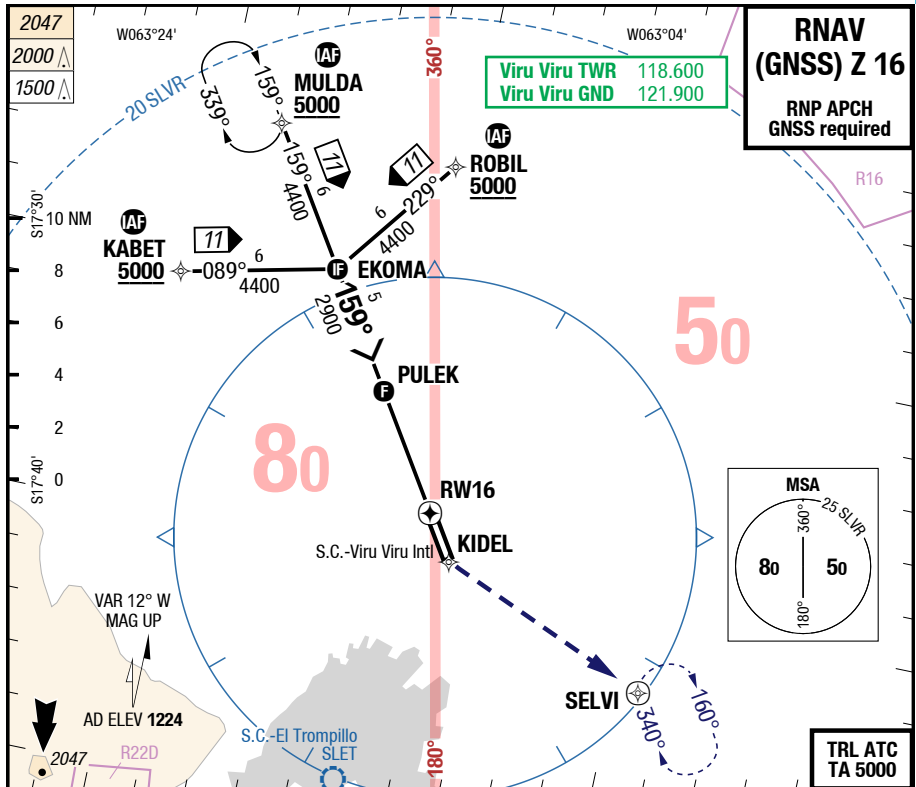 2047
2000
1500
W063°24'
W063°04'
RNAV
(GNSS) Z 16
RNP APCH
GNSS required
Viru Viru TWR 118.600
Viru Viru GND 121.900
20 SLVR
360°
IAF
MULDA
5000
159°
339°
159°
4400
6
11
IAF
ROBIL
5000
11
229°
6
4400
R16
S17°30'
10 NM
IAF
KABET
5000
11
089°
6
4400
8
IF
EKOMA
5
159°
2900
50
6
4
F
PULEK
2
80
S17°40'
0
RW16
KIDEL
S.C.-Viru Viru Intl
MSA
25 SLVR
360°
80
50
180°
VAR 12° W
MAG UP
AD ELEV 1224
SELVI
160°
340°
S.C.-El Trompillo
SLET
R22D
2047
180°
TRL ATC
TA 5000